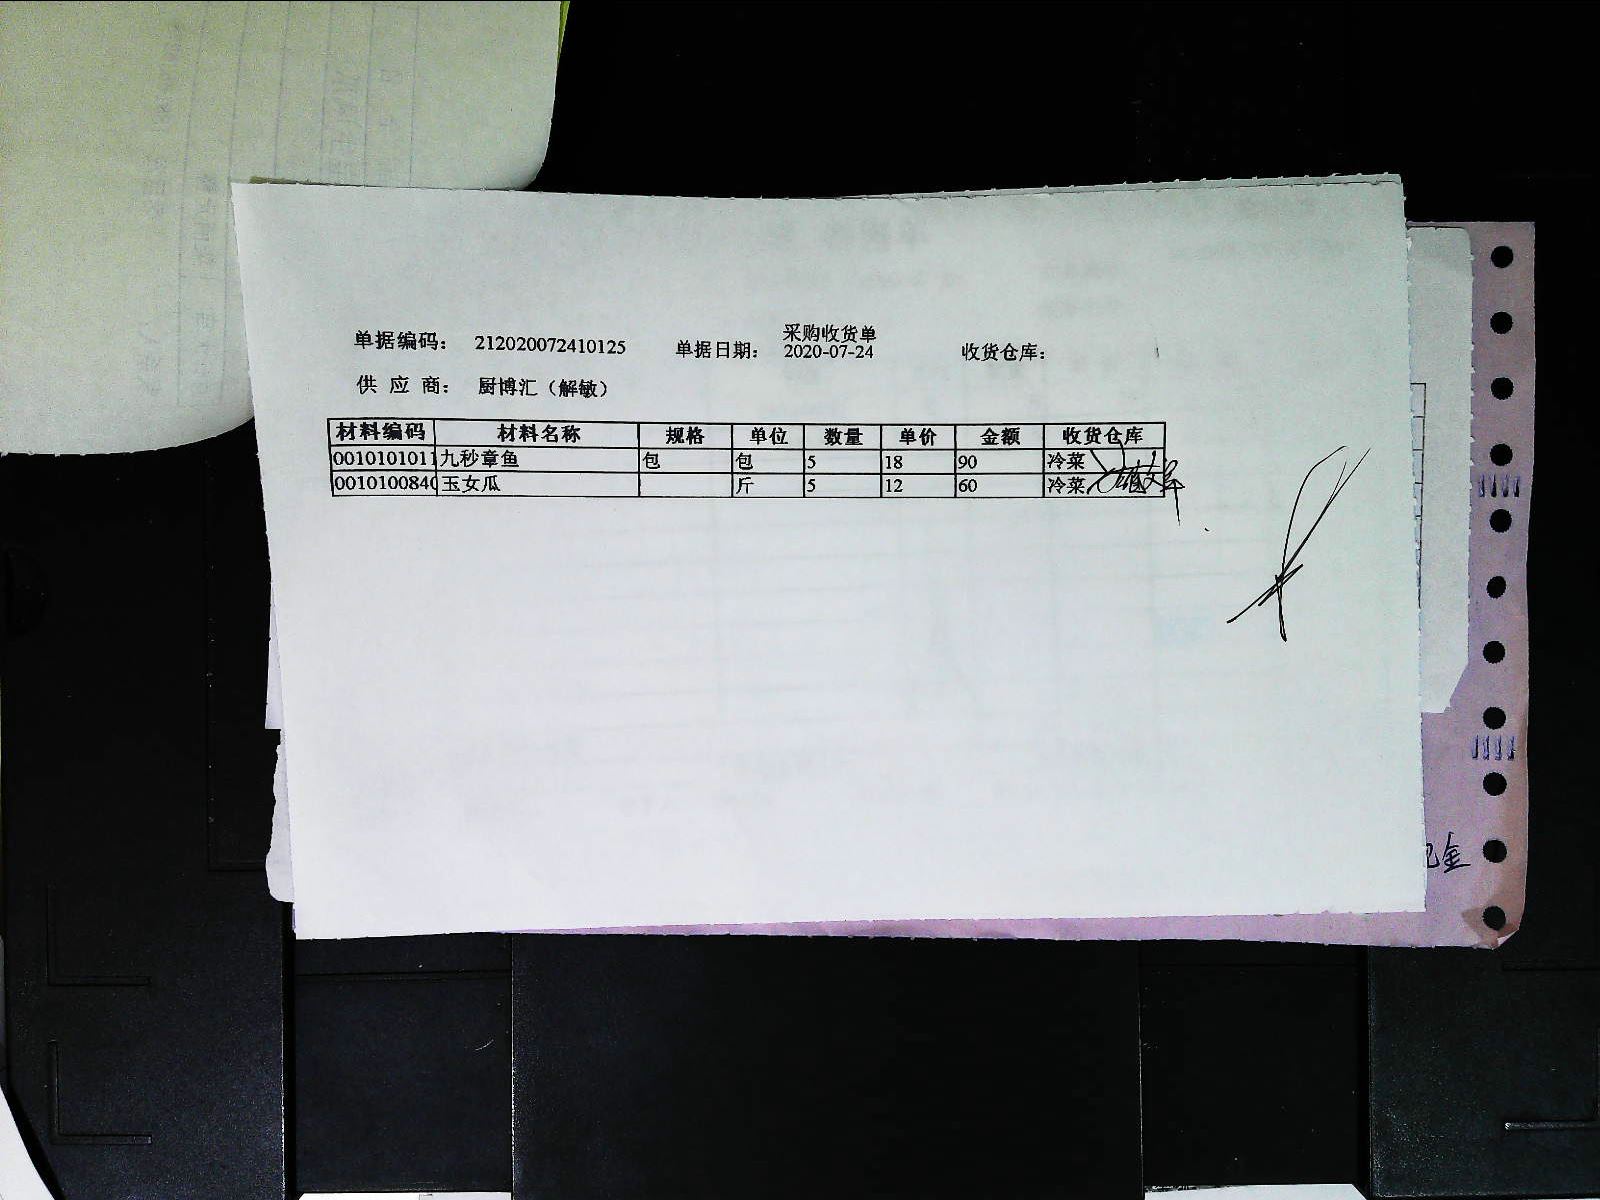 采购收货单
单据编码： 212020072410125 单据日期： 2020-07-24 收货仓库：
供 应 商： 厨博汇（解敏）
材料编码 材料名称 规格 单位 数量 单价 金额 收货仓库
0010101011 九秒章鱼 包 包 5 18 90 冷菜
0010100840 玉女瓜 斤 5 12 60 冷菜
金